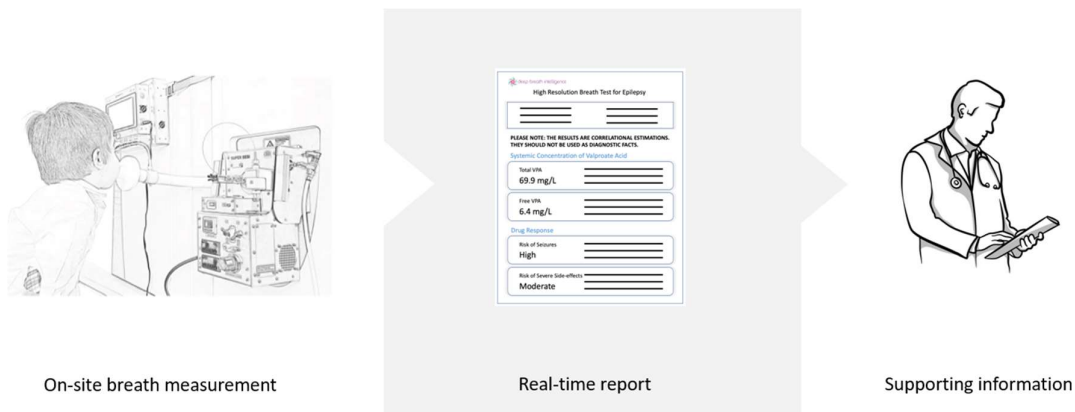 deep breath intelligence
High Resolution Breath Test for Epilepsy
PLEASE NOTE: THE RESULTS ARE CORRELATIONAL ESTIMATIONS.
THEY SHOULD NOT BE USED AS DIAGNOSTIC FACTS.
Systemic Concentration of Valproate Acid
Total VPA
69.9 mg/L
Free VPA
6.4 mg/L
Drug Response
Risk of Seizures
High
Risk of Severe Side-effects
Moderate
SUPER SESI
On-site breath measurement
Real-time report
Supporting information